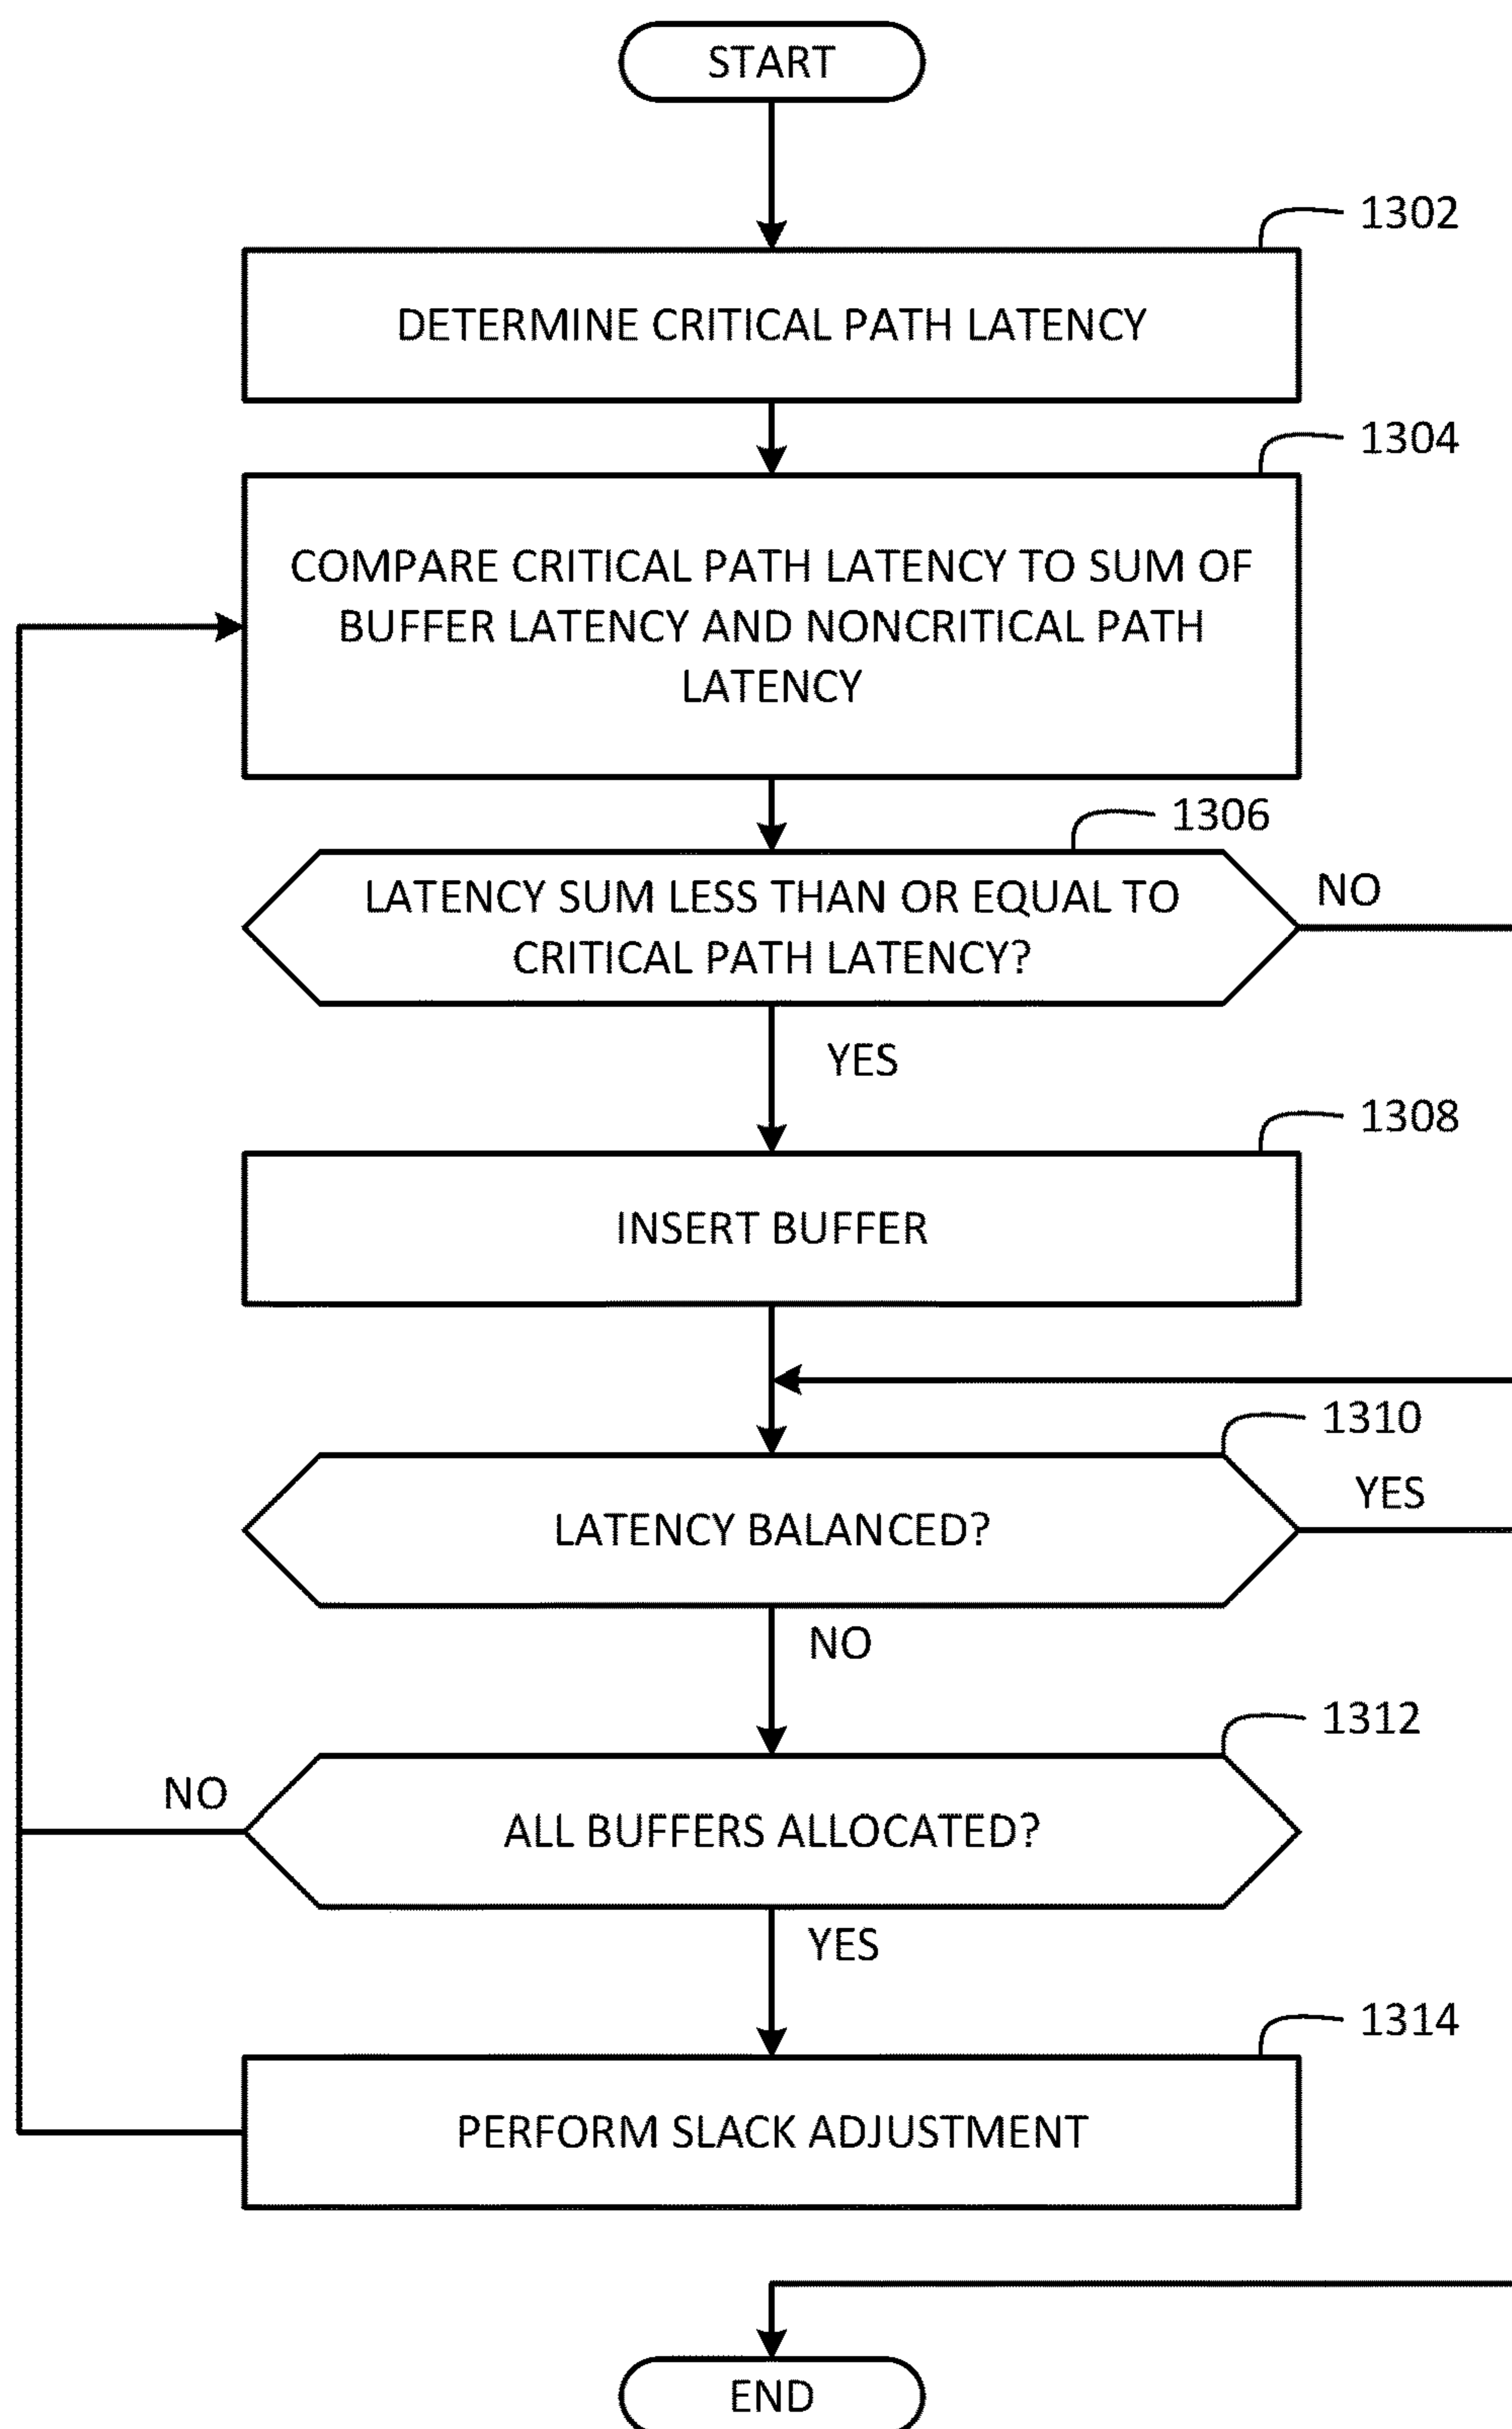 START
1302
DETERMINE CRITICAL PATH LATENCY
1304
COMPARE CRITICAL PATH LATENCY TO SUM OF
BUFFER LATENCY AND NONCRITICAL PATH
LATENCY
1306
LATENCY SUM LESS THAN OR EQUAL TO
CRITICAL PATH LATENCY?
NO
YES
1308
INSERT BUFFER
1310
LATENCY BALANCED?
YES
NO
1312
ALL BUFFERS ALLOCATED?
NO
YES
1314
PERFORM SLACK ADJUSTMENT
END